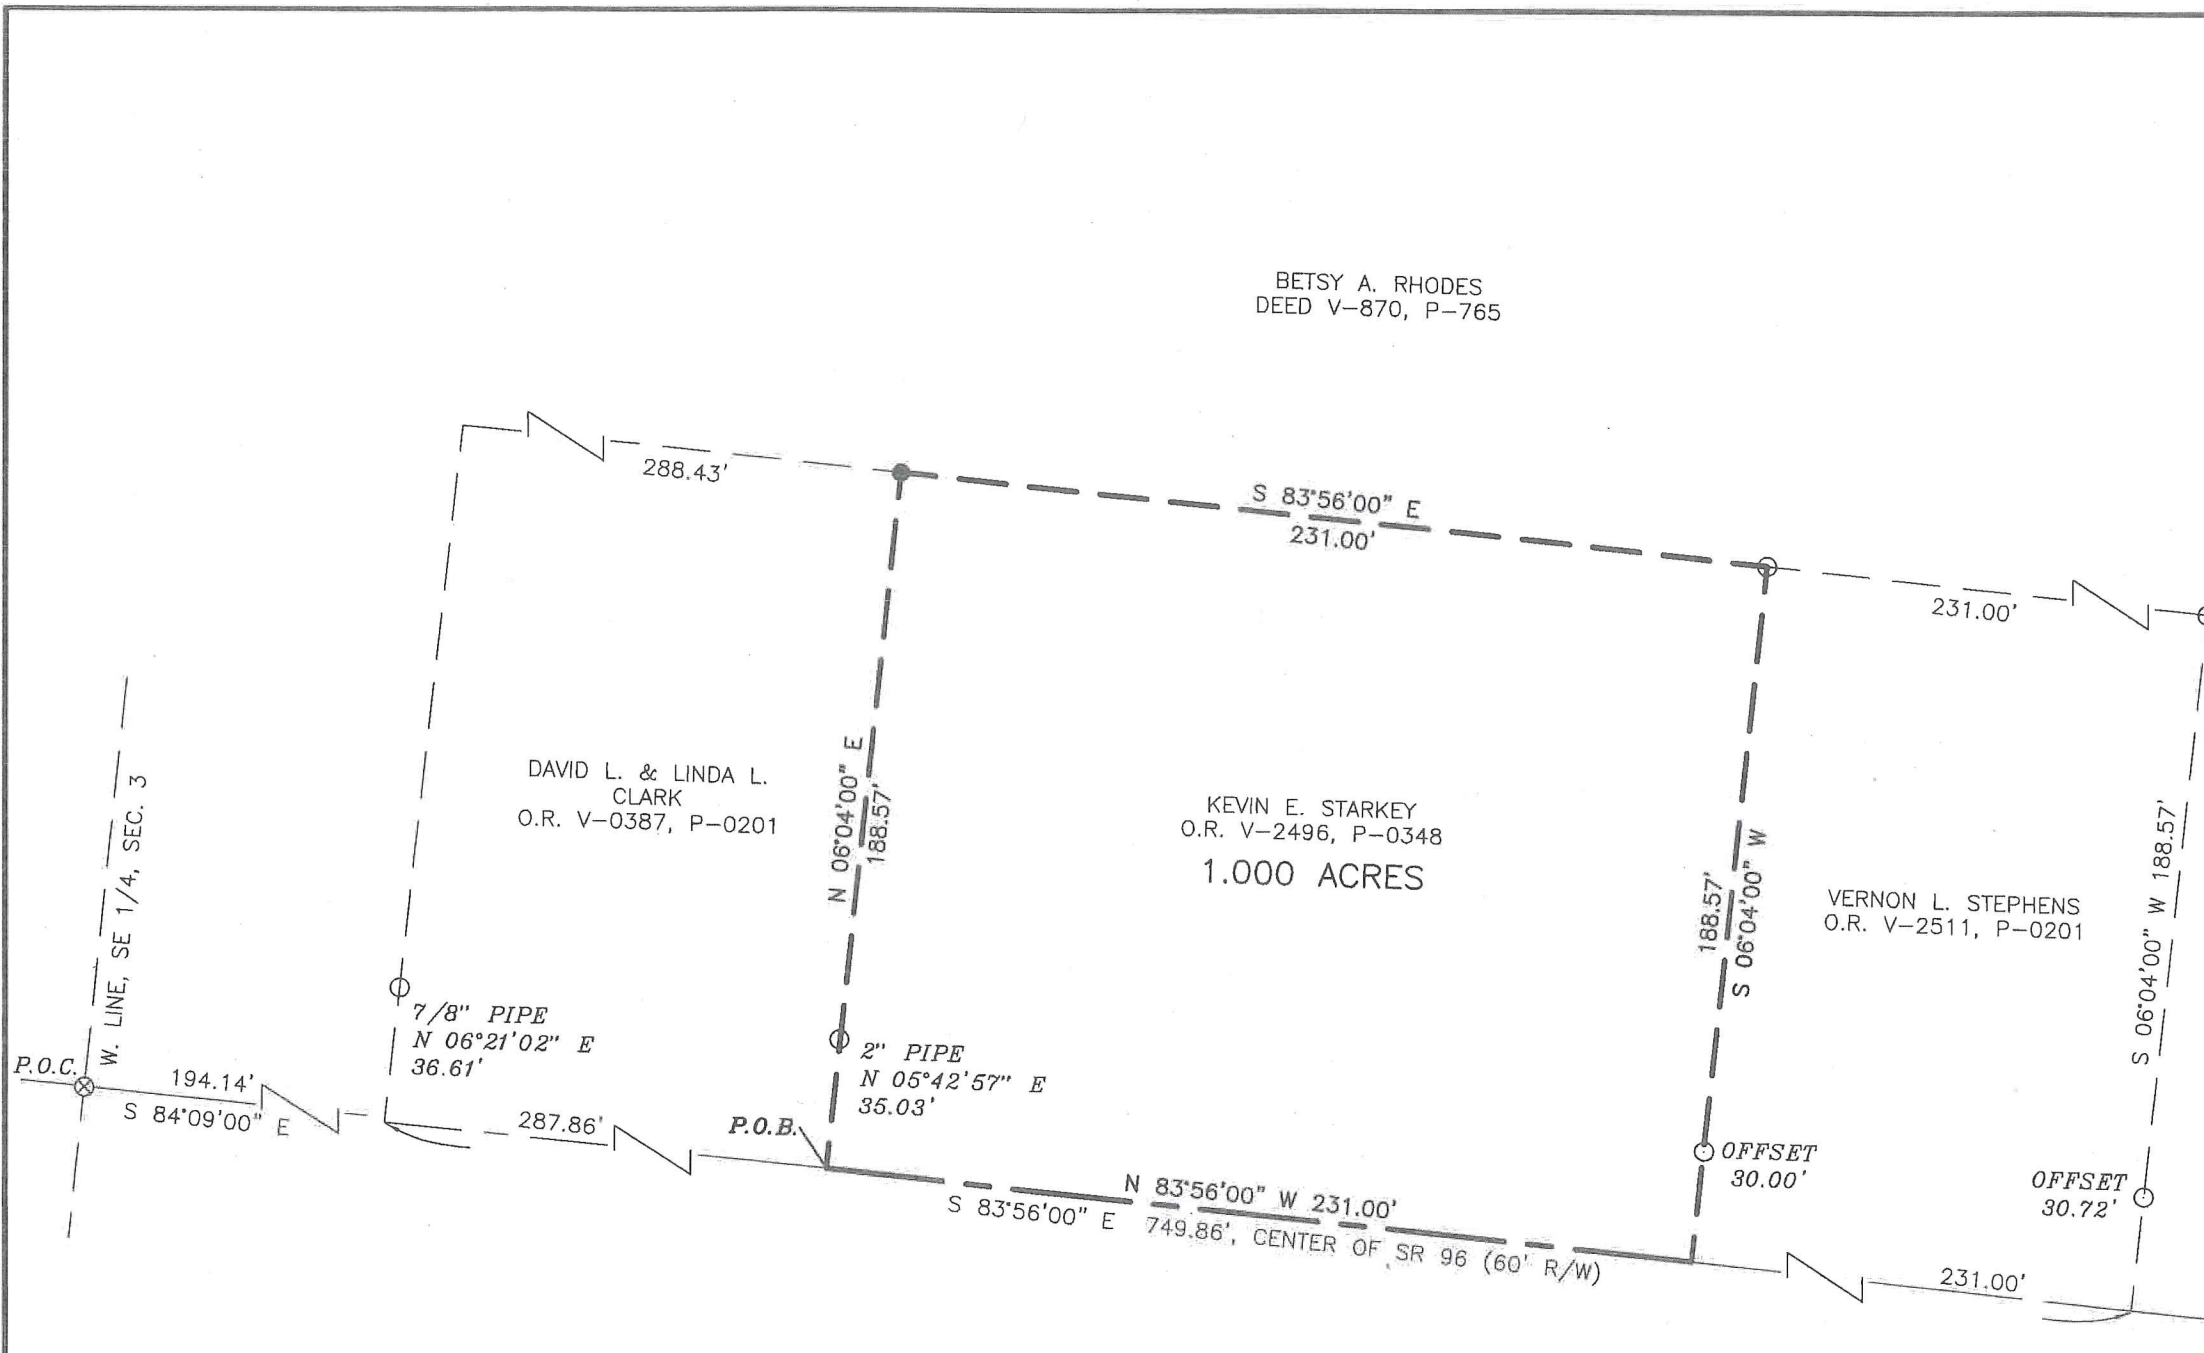 BETSY A. RHODES
DEED V-870, P-765
288.43'
S 83°56'00" E
231.00'
231.00'
W. LINE, SE 1/4, SEC. 3
DAVID L. & LINDA L.
CLARK
O.R. V-0387, P-0201
N 06°04'00" E
188.57'
KEVIN E. STARKEY
O.R. V-2496, P-0348
1.000 ACRES
188.57'
S 06°04'00" W
VERNON L. STEPHENS
O.R. V-2511, P-0201
S 06°04'00" W 188.57'
7/8" PIPE
N 06°21'02" E
36.61'
2" PIPE
N 05°42'57" E
35.03'
P.O.C.
194.14'
S 84°09'00" E
287.86'
P.O.B.
OFFSET
30.00'
OFFSET
30.72'
N 83°56'00" W 231.00'
S 83°56'00" E 749.86', CENTER OF SR 96 (60' R/W)
231.00'